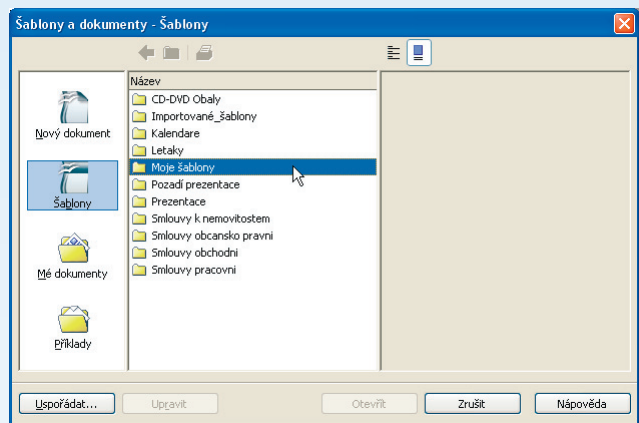 Šablony a dokumenty - Šablony
Název
CD-DVD Obaly
Importované_šablony
Kalendare
Letaky
Moje šablony
Pozadí prezentace
Prezentace
Smlouvy k nemovitostem
Smlouvy obcansko pravni
Smlouvy obchodni
Smlouvy pracovni
Nový dokument
Šablony
Mé dokumenty
Příklady
Uspořádat...
Upravit
Otevřít
Zrušit
Nápověda